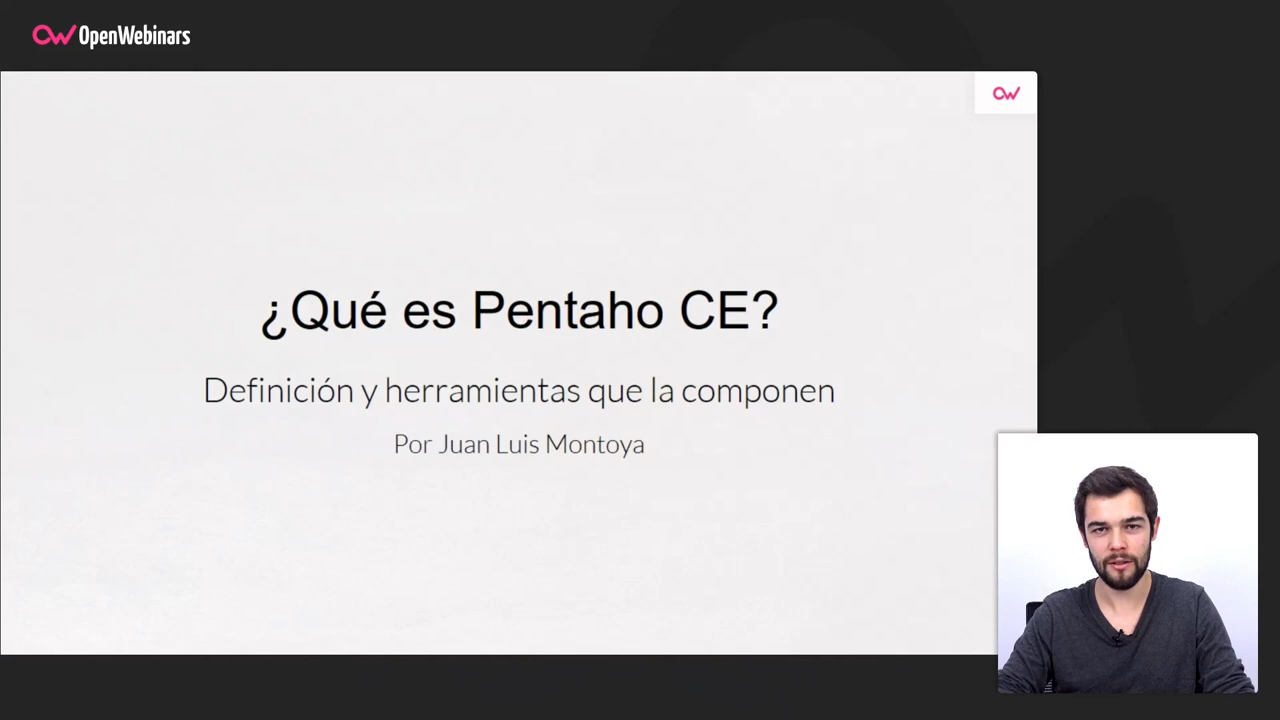 OpenWebinars
¿Qué es Pentaho CE?
Definición y herramientas que la componen
Por Juan Luis Montoya